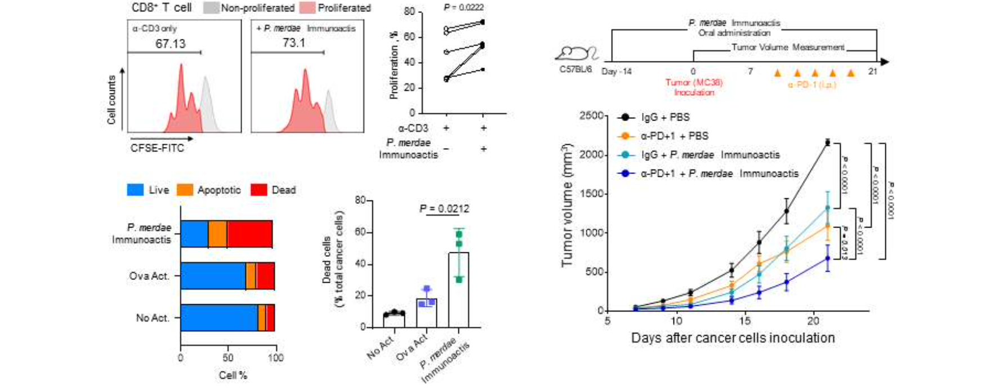 CD8⁺ T cell Non-proliferated Proliferated
α-CD3 only
67.13
+ P. merdae Immunoactis
73.1
Cell counts
CFSE-FITC
P = 0.0222
Proliferation, %
80
60
40
20
0
α-CD3 + +
P. merdae
Immunoactis − +
Live Apoptotic Dead
P. merdae
Immunoactis
Ova Act.
No Act.
0 50 100
Cell %
P = 0.0212
Dead cells
(% total cancer cells)
80
60
40
20
0
No Act
Ova Act
P. merdae
Immunoactis
P. merdae Immunoactis
Oral administration
Tumor Volume Measurement
C57BL/6 Day -14 0 7 21
Tumor (MC38)
Inoculation
α-PD-1 (i.p.)
IgG + PBS
α-PD+1 + PBS
IgG + P. merdae Immunoactis
α-PD+1 + P. merdae Immunoactis
Tumor volume (mm⁻³)
2500
2000
1500
1000
500
0
5 10 15 20
Days after cancer cells inoculation
P < 0.0001
P = 0.013
P < 0.0001
P < 0.0001
P < 0.0001